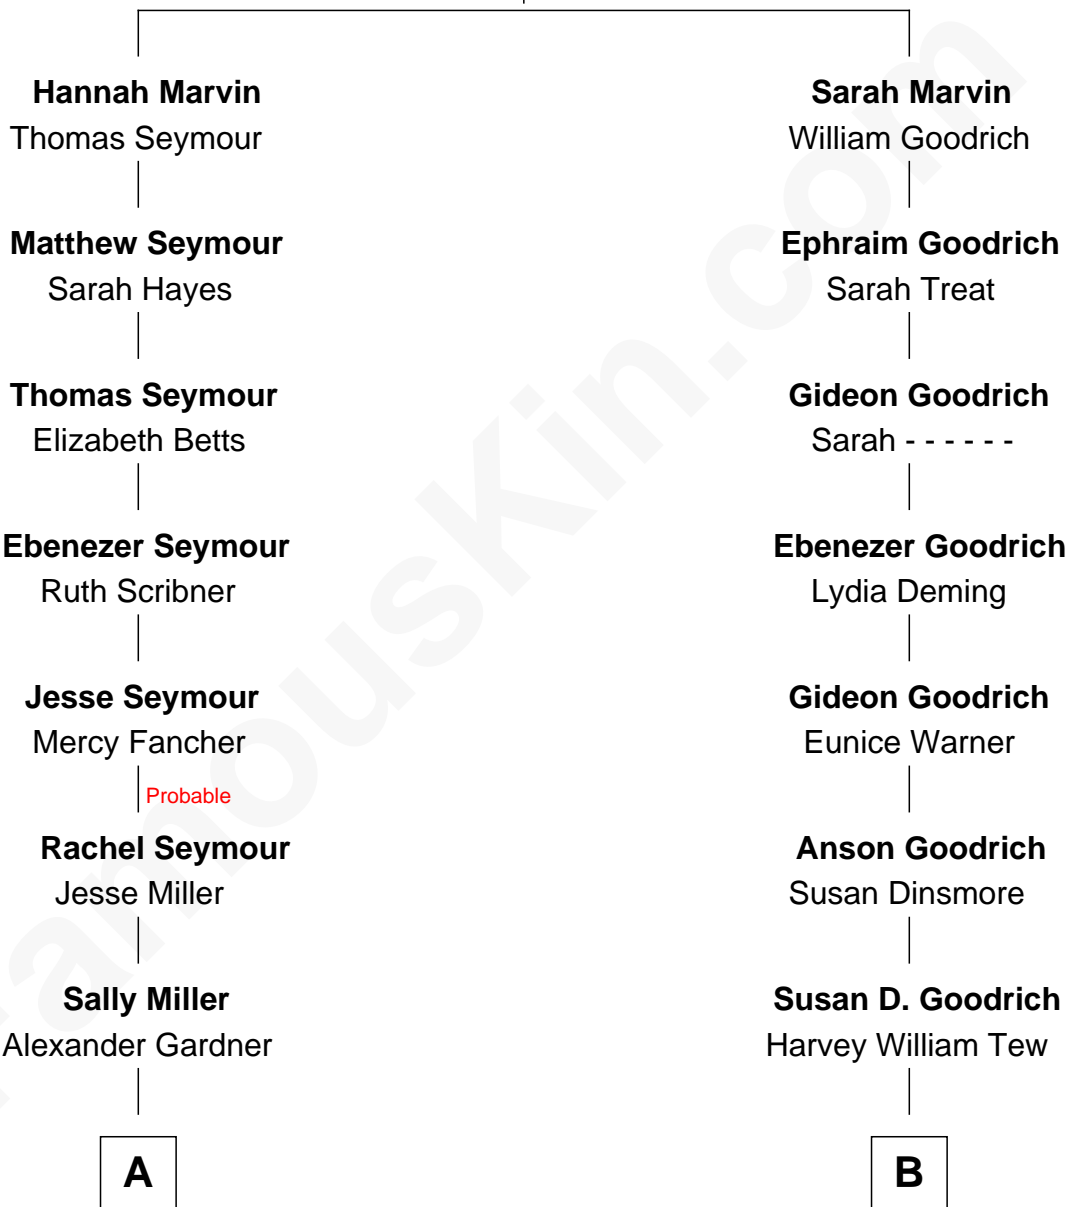 Hannah Marvin
Thomas Seymour
Matthew Seymour
Sarah Hayes
Thomas Seymour
Elizabeth Betts
Ebenezer Seymour
Ruth Scribner
Jesse Seymour
Mercy Fancher
Probable
Rachel Seymour
Jesse Miller
Sally Miller
Alexander Gardner
A
Sarah Marvin
William Goodrich
Ephraim Goodrich
Sarah Treat
Gideon Goodrich
Sarah - - - - - -
Ebenezer Goodrich
Lydia Deming
Gideon Goodrich
Eunice Warner
Anson Goodrich
Susan Dinsmore
Susan D. Goodrich
Harvey William Tew
B
FamousKin.com